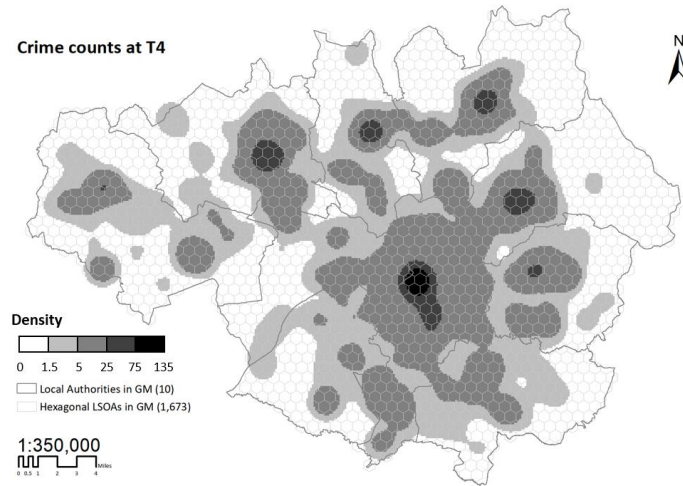 Crime counts at T4
N
Density
0 1.5 5 25 75 135
Local Authorities in GM (10)
Hexagonal LSOAs in GM (1,673)
1:350,000
0 0.5 1 2 3 4 Miles